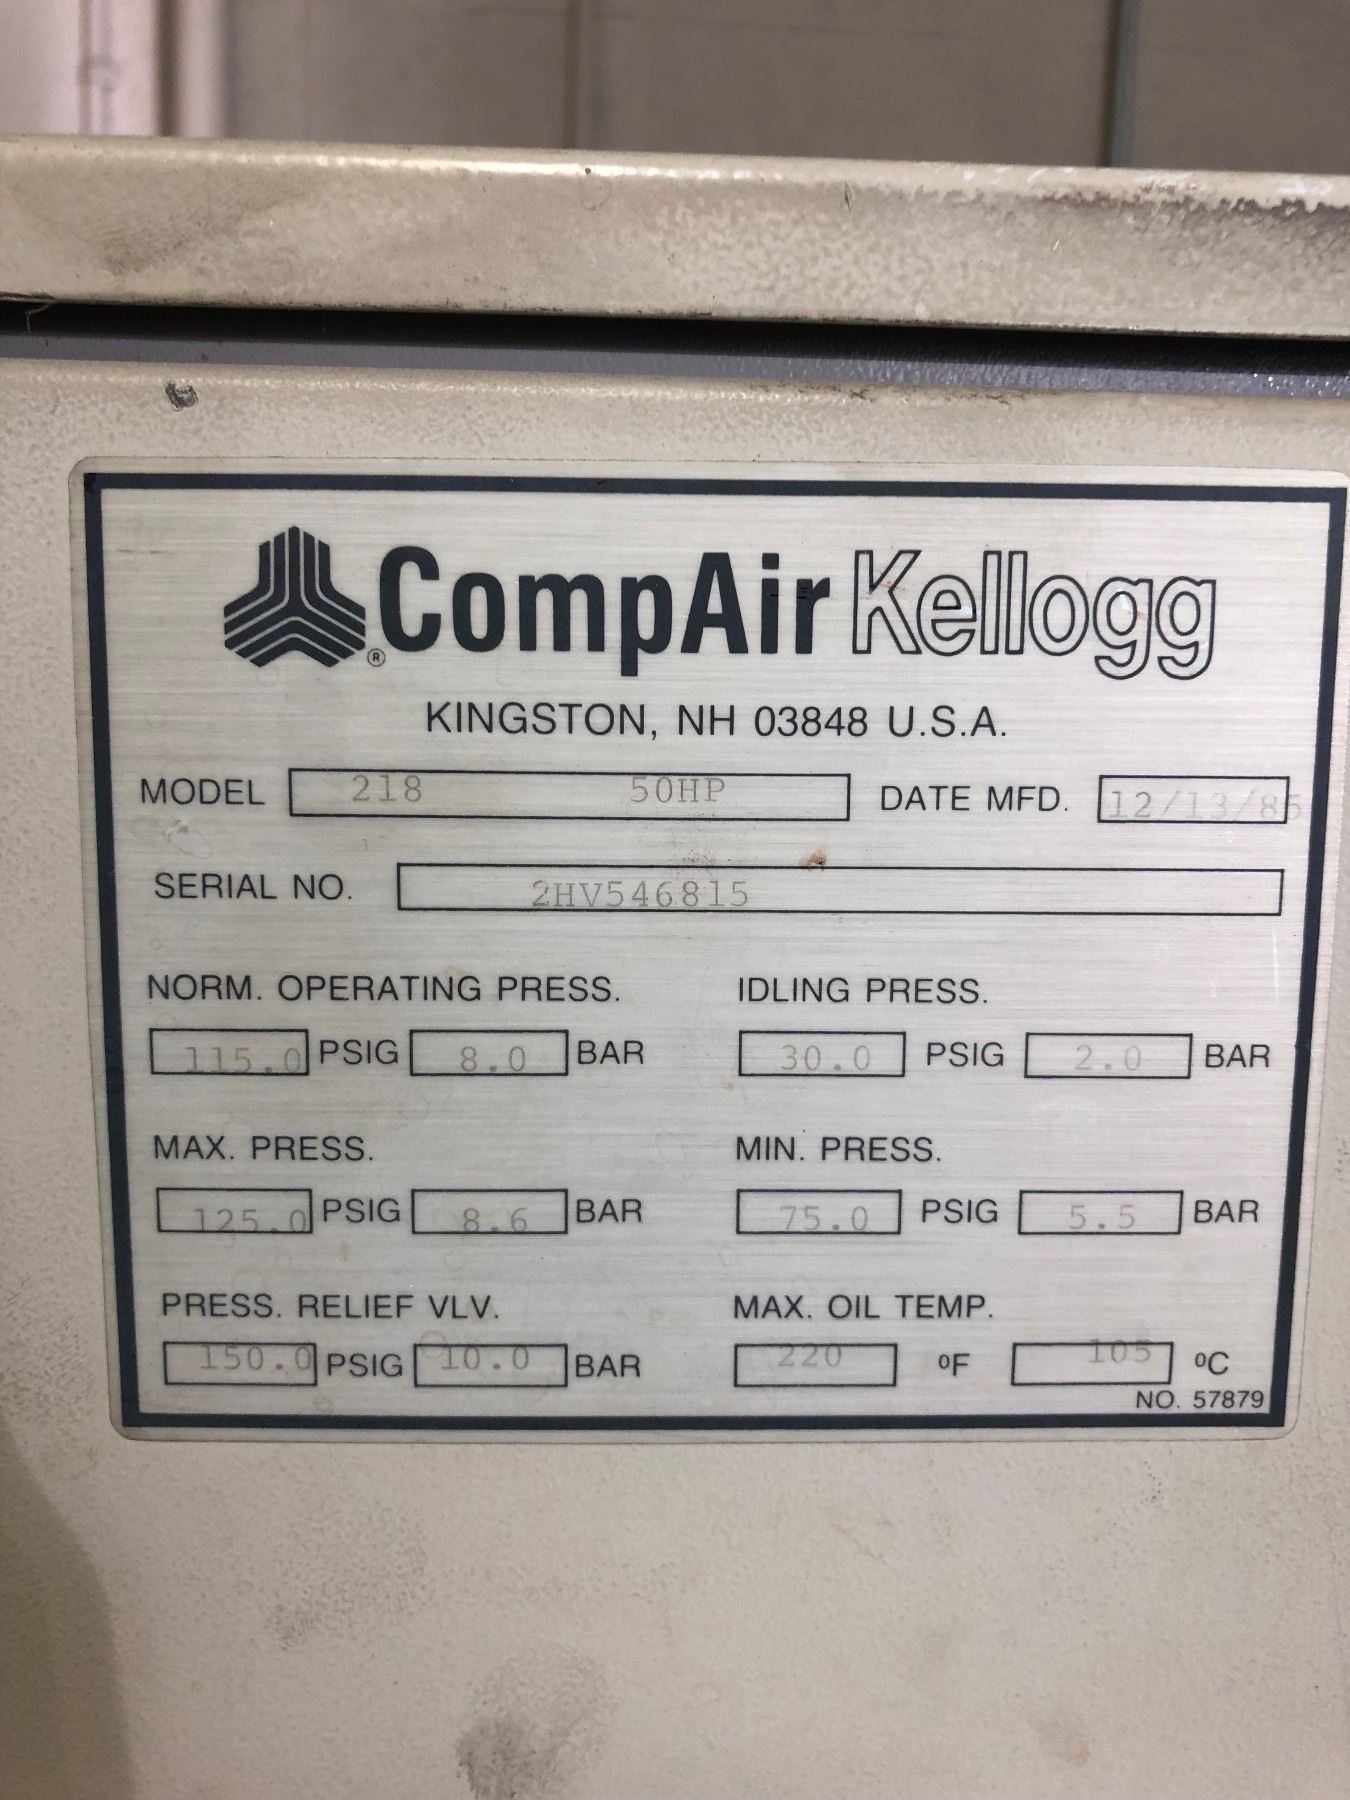 CompAir Kellogg
KINGSTON, NH 03848 U.S.A.
MODEL 218 50HP DATE MFD. 12/13/85
SERIAL NO. 2HV546815
NORM. OPERATING PRESS. IDLING PRESS.
115.0 PSIG 8.0 BAR 30.0 PSIG 2.0 BAR
MAX. PRESS. MIN. PRESS.
125.0 PSIG 8.6 BAR 75.0 PSIG 5.5 BAR
PRESS. RELIEF VLV. MAX. OIL TEMP.
150.0 PSIG 10.0 BAR 220 ºF 105 ºC
NO. 57879